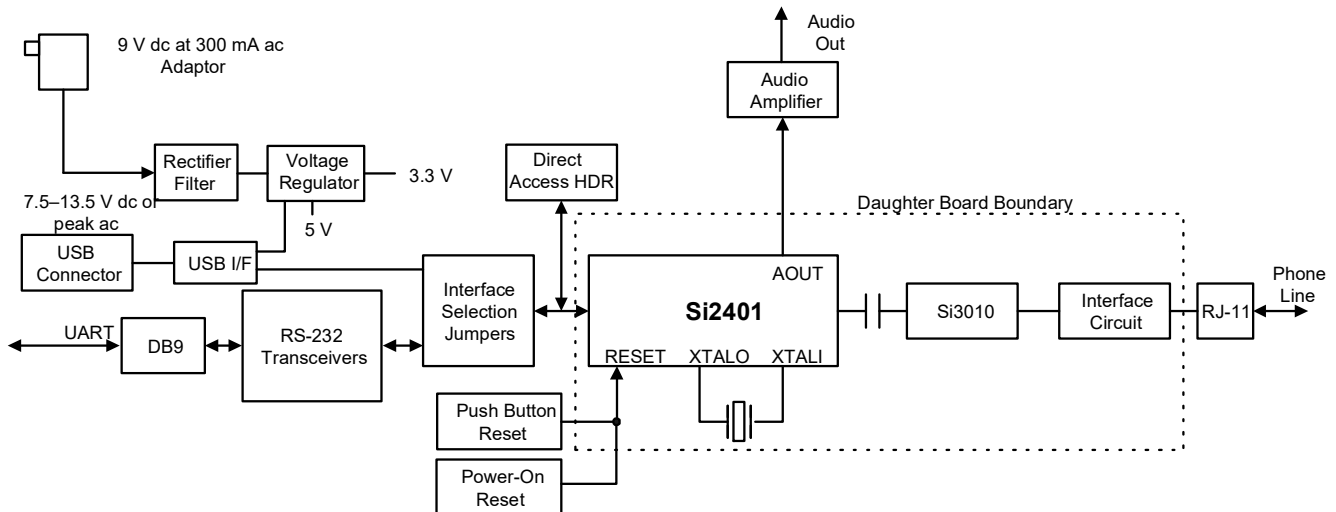 Audio
Out
9 V dc at 300 mA ac
Adaptor
Audio
Amplifier
Rectifier
Filter
Voltage
Regulator
3.3 V
Direct
Access HDR
7.5–13.5 V dc or
peak ac
5 V
Daughter Board Boundary
USB
Connector
USB I/F
Interface
Selection
Jumpers
AOUT
Si2401
RESET
XTALO
XTALI
Si3010
Interface
Circuit
RJ-11
Phone
Line
UART
DB9
RS-232
Transceivers
Push Button
Reset
Power-On
Reset